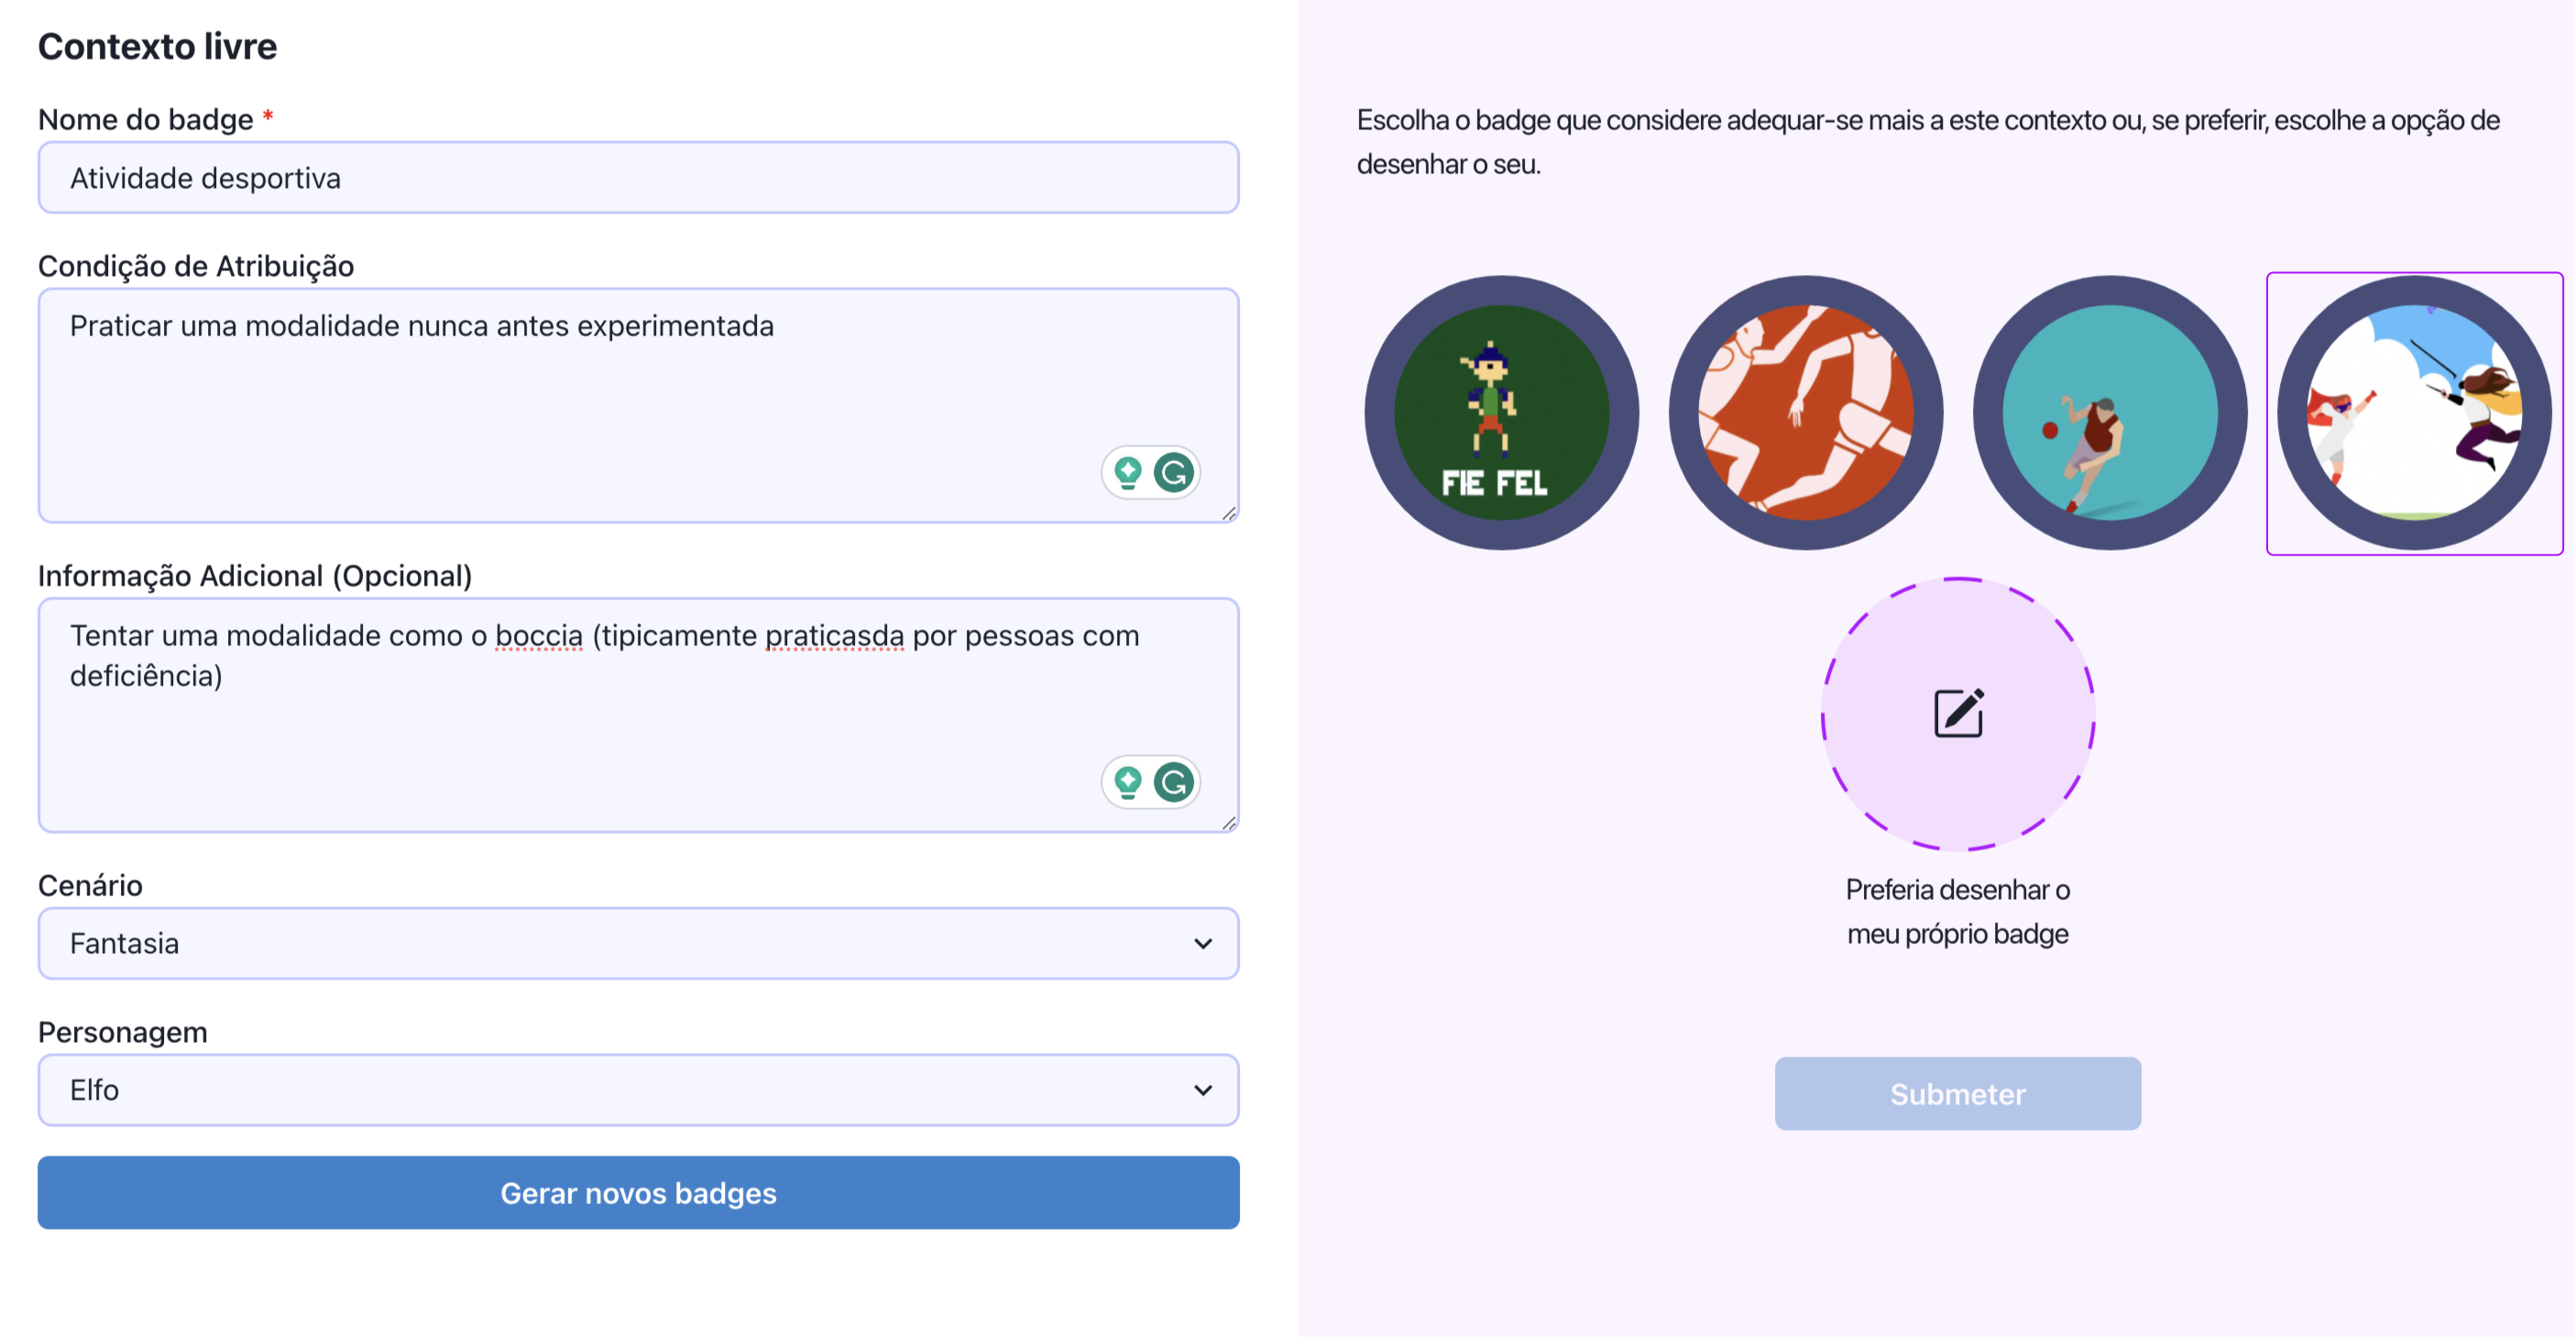 Contexto livre
Nome do badge *
Atividade desportiva
Condição de Atribuição
Praticar uma modalidade nunca antes experimentada
Informação Adicional (Opcional)
Tentar uma modalidade como o boccia (tipicamente praticasda por pessoas com
deficiência)
Cenário
Fantasia
Personagem
Elfo
Gerar novos badges
Escolha o badge que considere adequar-se mais a este contexto ou, se preferir, escolhe a opção de
desenhar o seu.
FIE FEL
Preferia desenhar o
meu próprio badge
Submeter